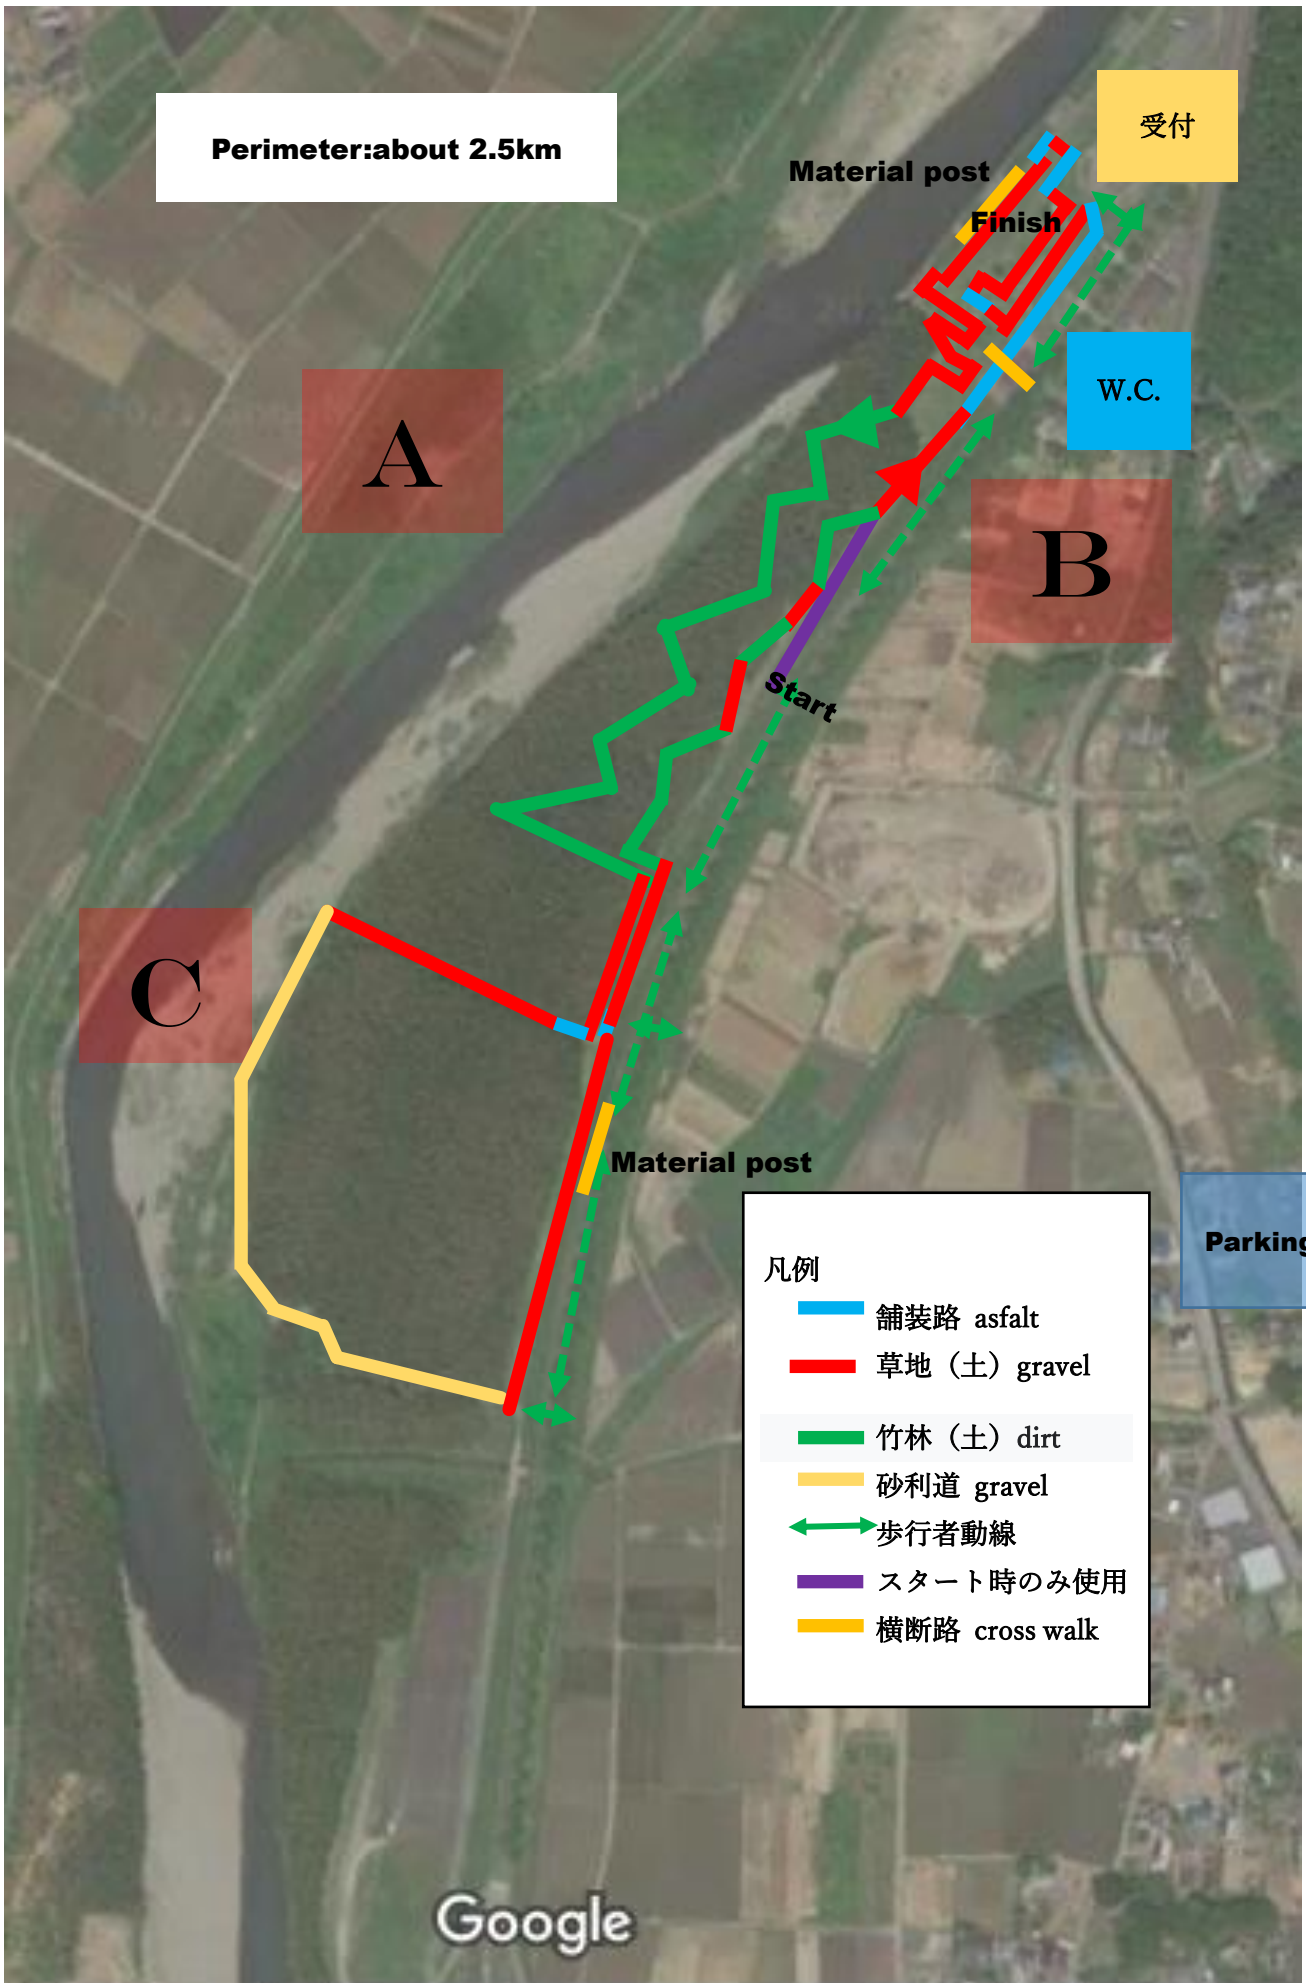 Perimeter:about 2.5km
受付
Material post
Finish
W.C.
A
B
Start
C
Material post
Parking
凡例
舗装路 asfalt
草地（土）gravel
竹林（土）dirt
砂利道 gravel
歩行者動線
スタート時のみ使用
横断路 cross walk
Google